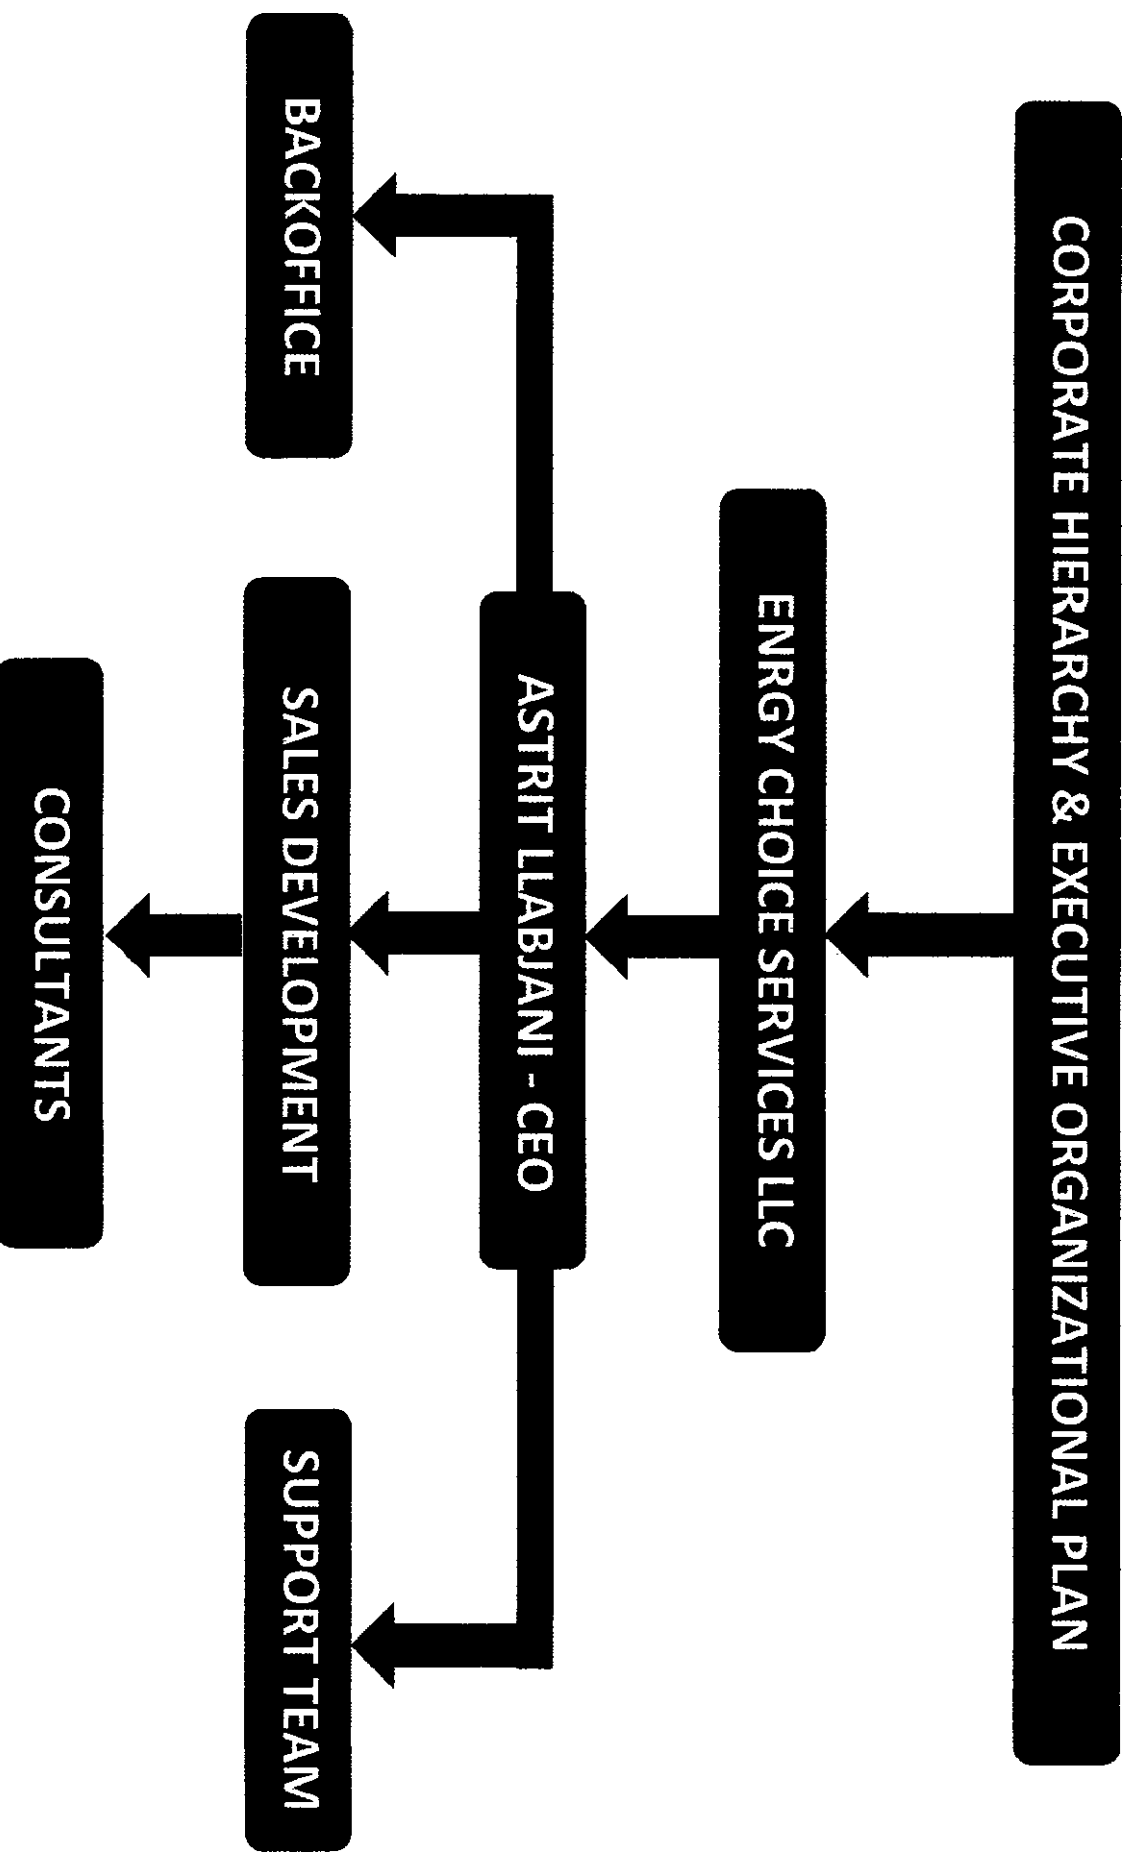 CORPORATE HIERARCHY & EXECUTIVE ORGANIZATIONAL PLAN
ENRGY CHOICE SERVICES LLC
ASTRIT LLABJANI - CEO
BACKOFFICE
SALES DEVELOPMENT
SUPPORT TEAM
CONSULTANTS